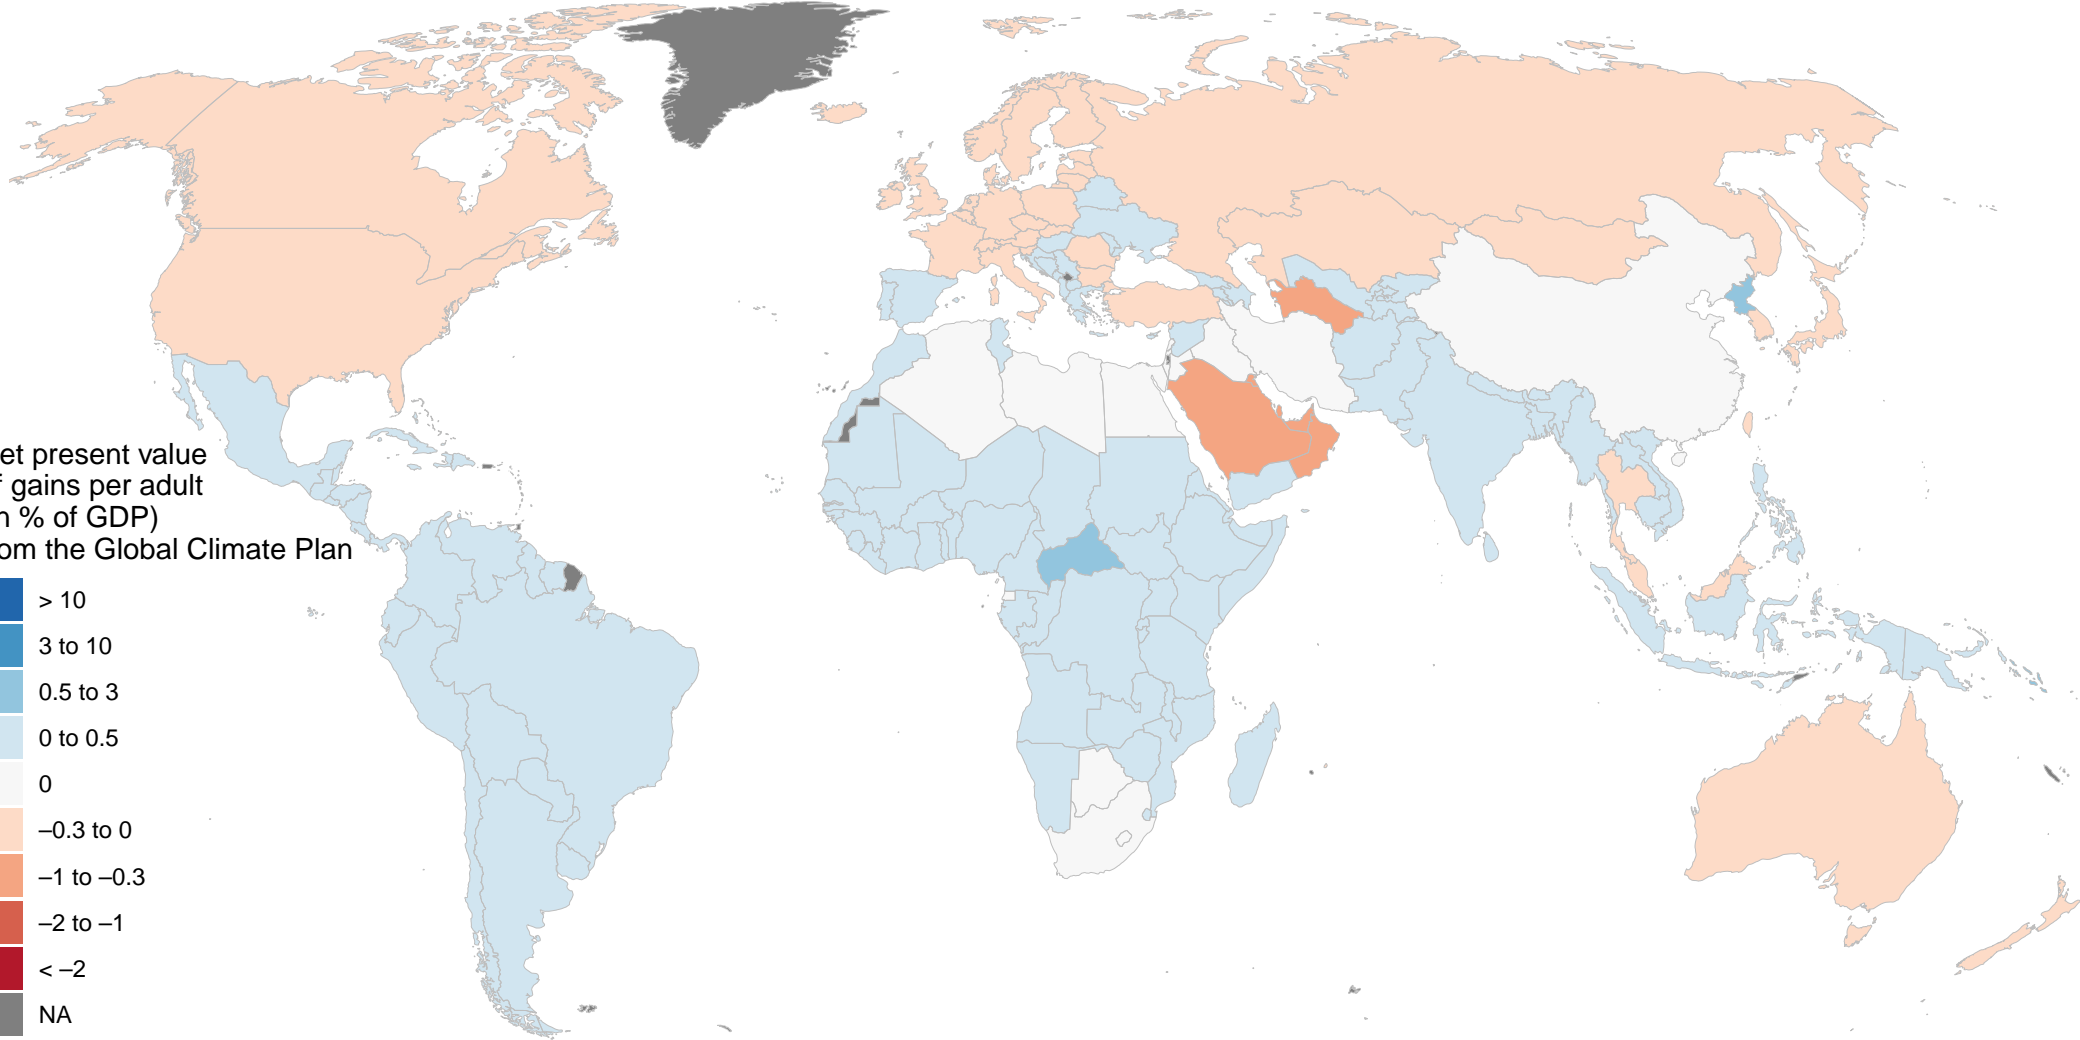 et present value
f gains per adult
n % of GDP)
om the Global Climate Plan
> 10
3 to 10
0.5 to 3
0 to 0.5
0
–0.3 to 0
–1 to –0.3
–2 to –1
< –2
NA